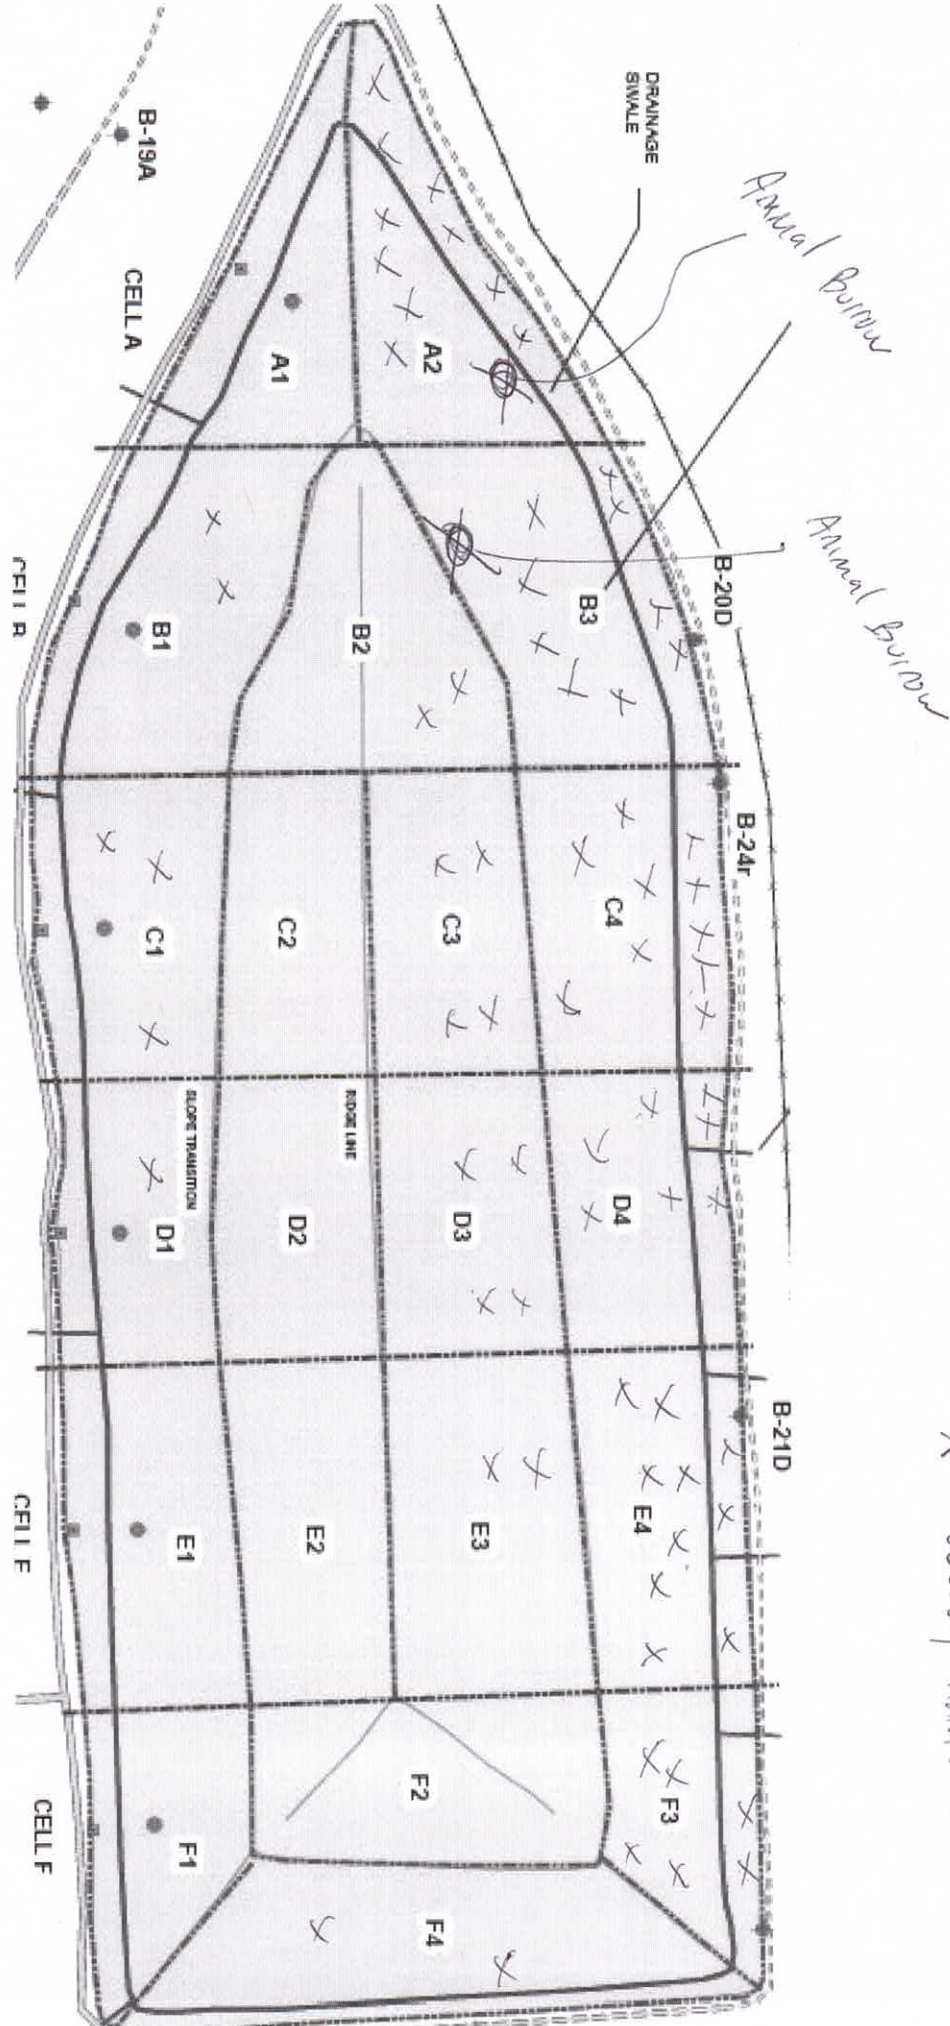 DRAINAGE
SWALE
Animal Burrow
Animal Burrow
B-19A
CELL A
A1
A2
B-20D
B1
B2
B3
B-24r
C1
C2
C3
C4
SLOPE TRANSITION
RIDGE LINE
D1
D2
D3
D4
B-21D
E1
E2
E3
E4
CELL F
F1
F2
F3
F4